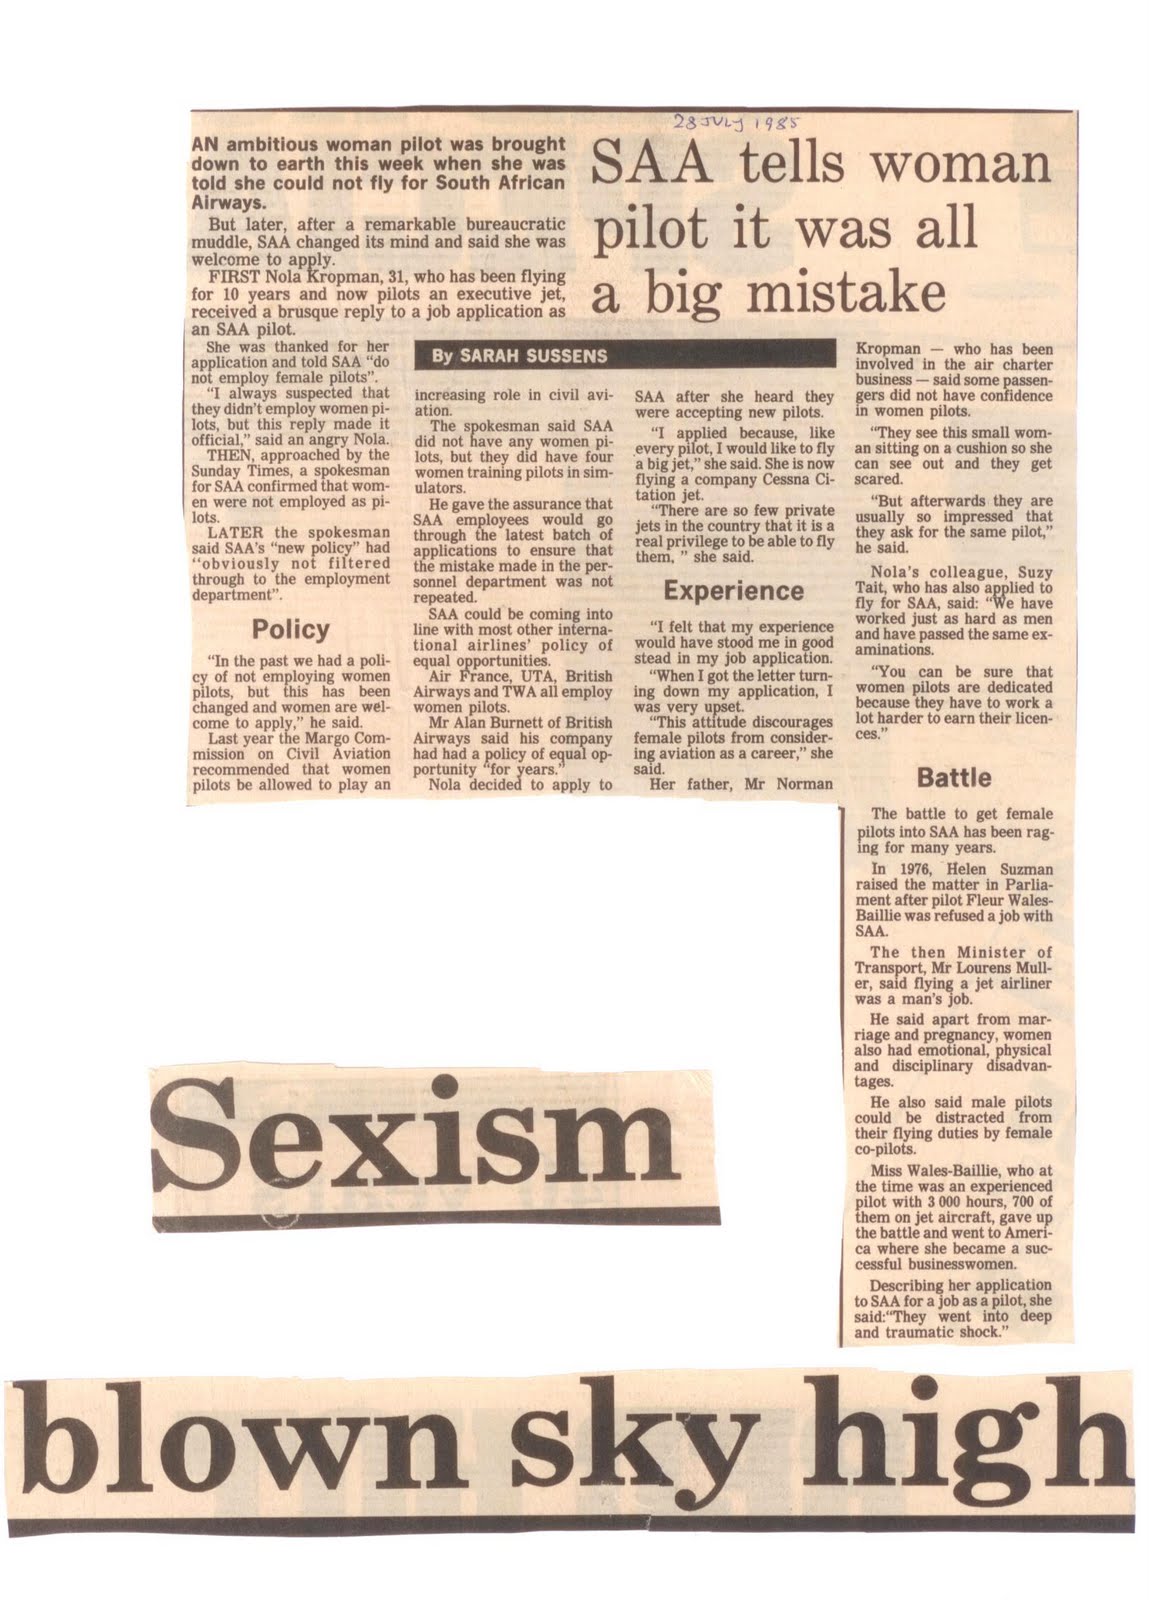 28 JULY 1985
SAA tells woman
pilot it was all
a big mistake
AN ambitious woman pilot was brought
down to earth this week when she was
told she could not fly for South African
Airways.
But later, after a remarkable bureaucratic
muddle, SAA changed its mind and said she was
welcome to apply.
FIRST Nola Kropman, 31, who has been flying
for 10 years and now pilots an executive jet,
received a brusque reply to a job application as
an SAA pilot.
She was thanked for her
application and told SAA "do
not employ female pilots".
"I always suspected that
they didn't employ women pi-
lots, but this reply made it
official," said an angry Nola.
THEN, approached by the
Sunday Times, a spokesman
for SAA confirmed that wom-
en were not employed as pi-
lots.
LATER the spokesman
said SAA's "new policy" had
"obviously not filtered
through to the employment
department".
Policy
"In the past we had a poli-
cy of not employing women
pilots, but this has been
changed and women are wel-
come to apply," he said.
Last year the Margo Com-
mission on Civil Aviation
recommended that women
pilots be allowed to play an
By SARAH SUSSENS
increasing role in civil avi-
ation.
The spokesman said SAA
did not have any women pi-
lots, but they did have four
women training pilots in sim-
ulators.
He gave the assurance that
SAA employees would go
through the latest batch of
applications to ensure that
the mistake made in the per-
sonnel department was not
repeated.
SAA could be coming into
line with most other interna-
tional airlines' policy of
equal opportunities.
Air France, UTA, British
Airways and TWA all employ
women pilots.
Mr Alan Burnett of British
Airways said his company
had had a policy of equal op-
portunity "for years."
Nola decided to apply to
SAA after she heard they
were accepting new pilots.
"I applied because, like
every pilot, I would like to fly
a big jet," she said. She is now
flying a company Cessna Ci-
tation jet.
"There are so few private
jets in the country that it is a
real privilege to be able to fly
them, " she said.
Experience
"I felt that my experience
would have stood me in good
stead in my job application.
"When I got the letter turn-
ing down my application, I
was very upset.
"This attitude discourages
female pilots from consider-
ing aviation as a career," she
said.
Her father, Mr Norman
Kropman — who has been
involved in the air charter
business — said some passen-
gers did not have confidence
in women pilots.
"They see this small wom-
an sitting on a cushion so she
can see out and they get
scared.
"But afterwards they are
usually so impressed that
they ask for the same pilot,"
he said.
Nola's colleague, Suzy
Tait, who has also applied to
fly for SAA, said: "We have
worked just as hard as men
and have passed the same ex-
aminations.
"You can be sure that
women pilots are dedicated
because they have to work a
lot harder to earn their licen-
ces."
Battle
The battle to get female
pilots into SAA has been rag-
ing for many years.
In 1976, Helen Suzman
raised the matter in Parlia-
ment after pilot Fleur Wales-
Baillie was refused a job with
SAA.
The then Minister of
Transport, Mr Lourens Mull-
er, said flying a jet airliner
was a man's job.
He said apart from mar-
riage and pregnancy, women
also had emotional, physical
and disciplinary disadvan-
tages.
He also said male pilots
could be distracted from
their flying duties by female
co-pilots.
Miss Wales-Baillie, who at
the time was an experienced
pilot with 3 000 hours, 700 of
them on jet aircraft, gave up
the battle and went to Ameri-
ca where she became a suc-
cessful businesswomen.
Describing her application
to SAA for a job as a pilot, she
said:"They went into deep
and traumatic shock."
Sexism
blown sky high